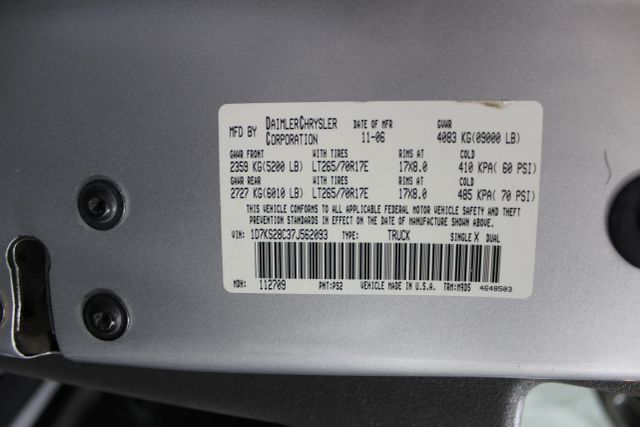 MFD BY DAIMLERCHRYSLER CORPORATION DATE OF MFR 11-06 GVWR 4083 KG(09000 LB)
GAWR FRONT WITH TIRES RIMS AT COLD
2359 KG(5200 LB) LT265/70R17E 17X8.0 410 KPA( 60 PSI)
GAWR REAR WITH TIRES RIMS AT COLD
2727 KG(6010 LB) LT265/70R17E 17X8.0 485 KPA( 70 PSI)
THIS VEHICLE CONFORMS TO ALL APPLICABLE FEDERAL MOTOR VEHICLE SAFETY AND THEFT
PREVENTION STANDARDS IN EFFECT ON THE DATE OF MANUFACTURE SHOWN ABOVE
VIN: 1D7KS28C37J562093 TYPE: TRUCK SINGLE X DUAL
MDH: 112709 PNT:PS2 VEHICLE MADE IN U.S.A. TRM:M9D5 4648503